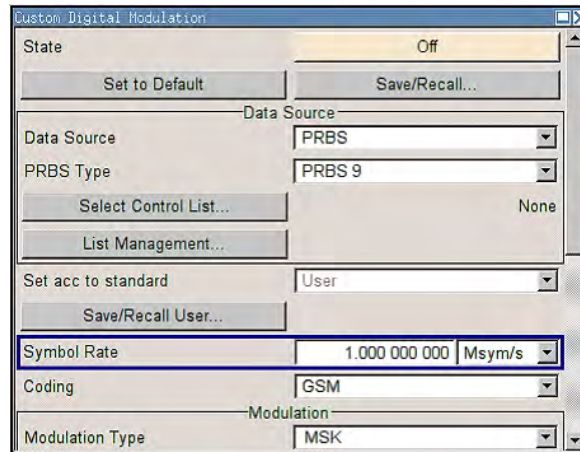 Custom Digital Modulation
State Off
Set to Default Save/Recall...
Data Source
Data Source PRBS
PRBS Type PRBS 9
Select Control List... None
List Management...
Set acc to standard User
Save/Recall User...
Symbol Rate 1.000 000 000 Msym/s
Coding GSM
Modulation
Modulation Type MSK